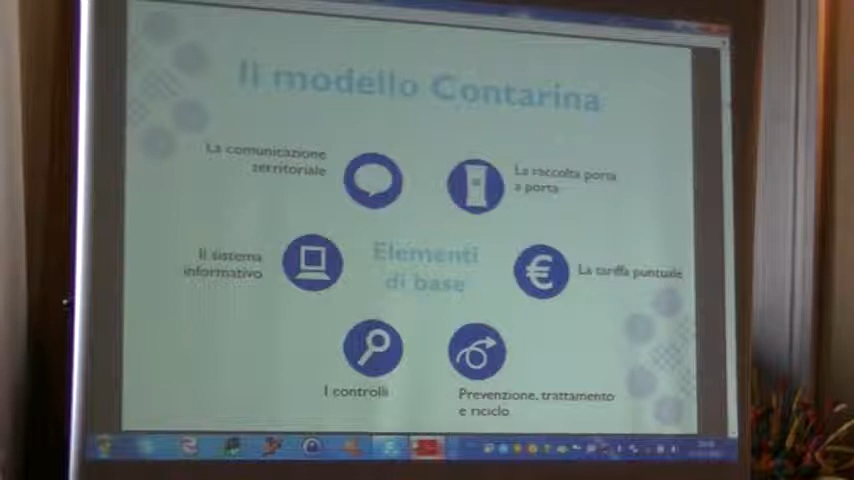 Il modello Contarina
La comunicazione
territoriale
La raccolta porta
a porta
Il sistema
informativo
Elementi
di base
La tariffa puntuale
I controlli
Prevenzione, trattamento
e riciclo